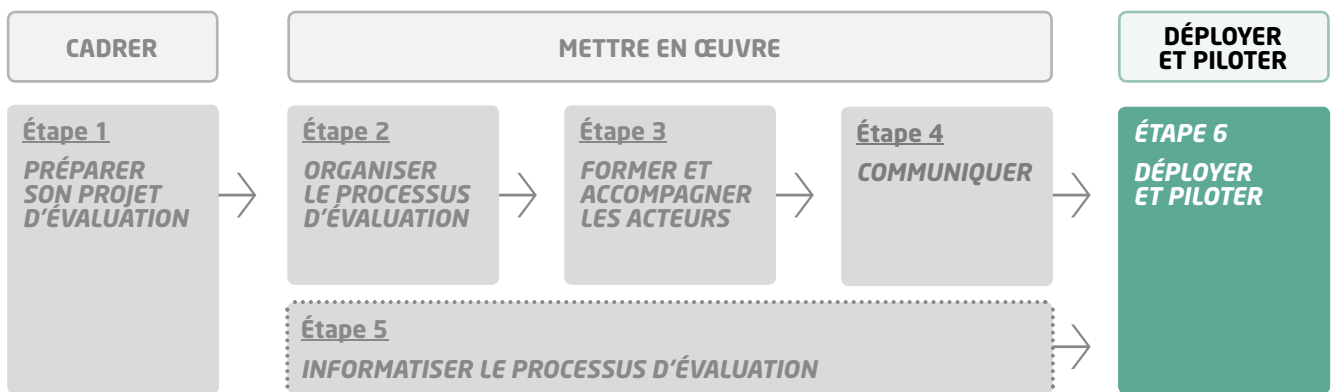 CADRER
METTRE EN ŒUVRE
DÉPLOYER
ET PILOTER
Étape 1
PRÉPARER
SON PROJET
D'ÉVALUATION
Étape 2
ORGANISER
LE PROCESSUS
D'ÉVALUATION
Étape 3
FORMER ET
ACCOMPAGNER
LES ACTEURS
Étape 4
COMMUNIQUER
ÉTAPE 6
DÉPLOYER
ET PILOTER
Étape 5
INFORMATISER LE PROCESSUS D'ÉVALUATION